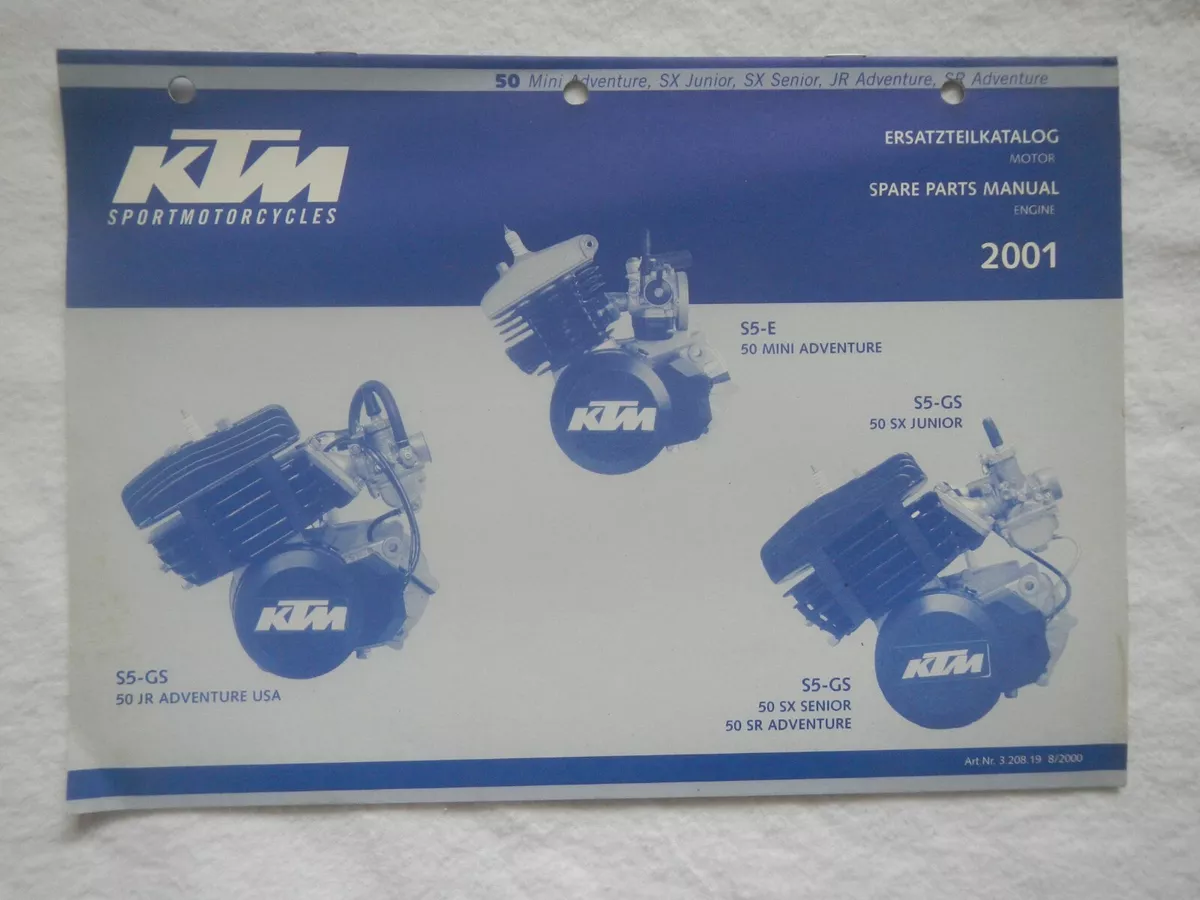 50 Mini Adventure, SX Junior, SX Senior, JR Adventure, SR Adventure
KTM
SPORTMOTORCYCLES
ERSATZTEILKATALOG
MOTOR
SPARE PARTS MANUAL
ENGINE
2001
S5-E
50 MINI ADVENTURE
KTM
S5-GS
50 SX JUNIOR
KTM
S5-GS
50 JR ADVENTURE USA
KTM
S5-GS
50 SX SENIOR
50 SR ADVENTURE
Art.Nr. 3.208.19 8/2000